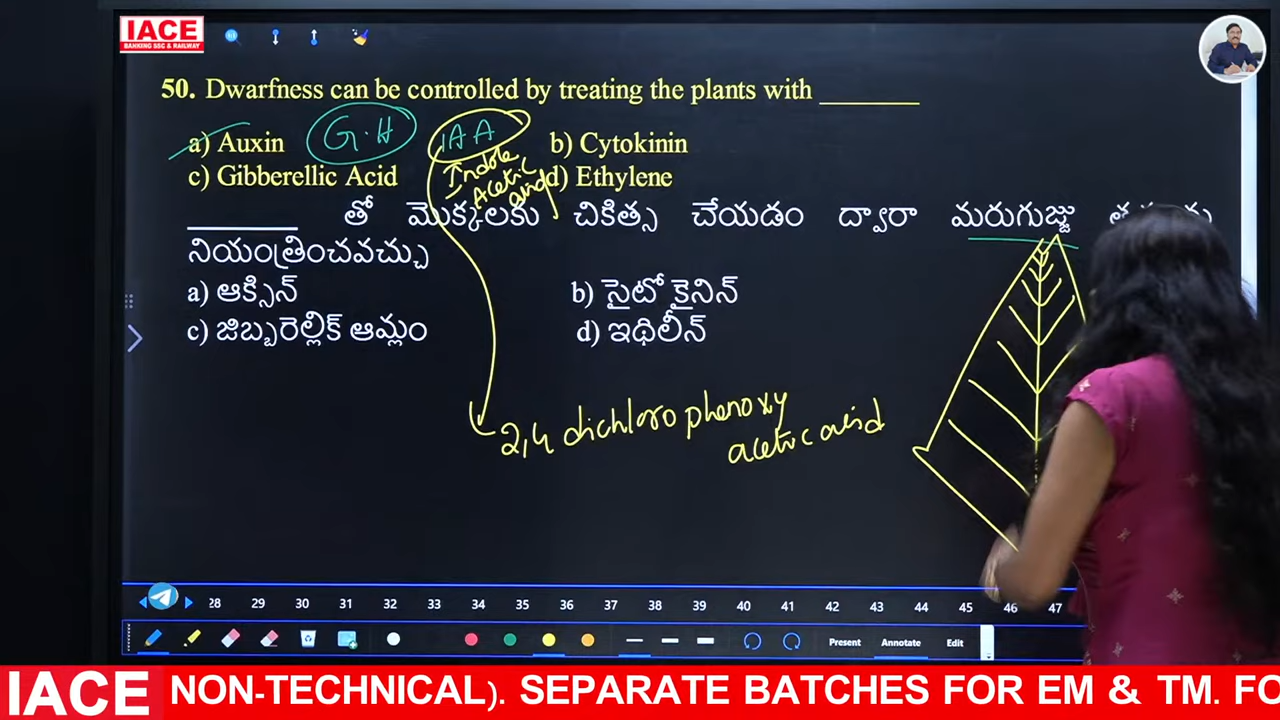 IACE
BANKING SSC & RAILWAY
50. Dwarfness can be controlled by treating the plants with ________
a) Auxin G.H IAA b) Cytokinin
Indole
Acetic
acid
c) Gibberellic Acid d) Ethylene
________ తో మొక్కలకు చికిత్స చేయడం ద్వారా మరుగుజ్జు
నియంత్రించవచ్చు
a) ఆక్సిన్ b) సైటో కైనిన్
c) జిబ్బరెల్లిక్ ఆమ్లం d) ఇథిలీన్
2,4 dichloro phenoxy
acetic acid
28 29 30 31 32 33 34 35 36 37 38 39 40 41 42 43 44 45 46 47
Present Annotate Edit
IACE NON-TECHNICAL). SEPARATE BATCHES FOR EM & TM. FO